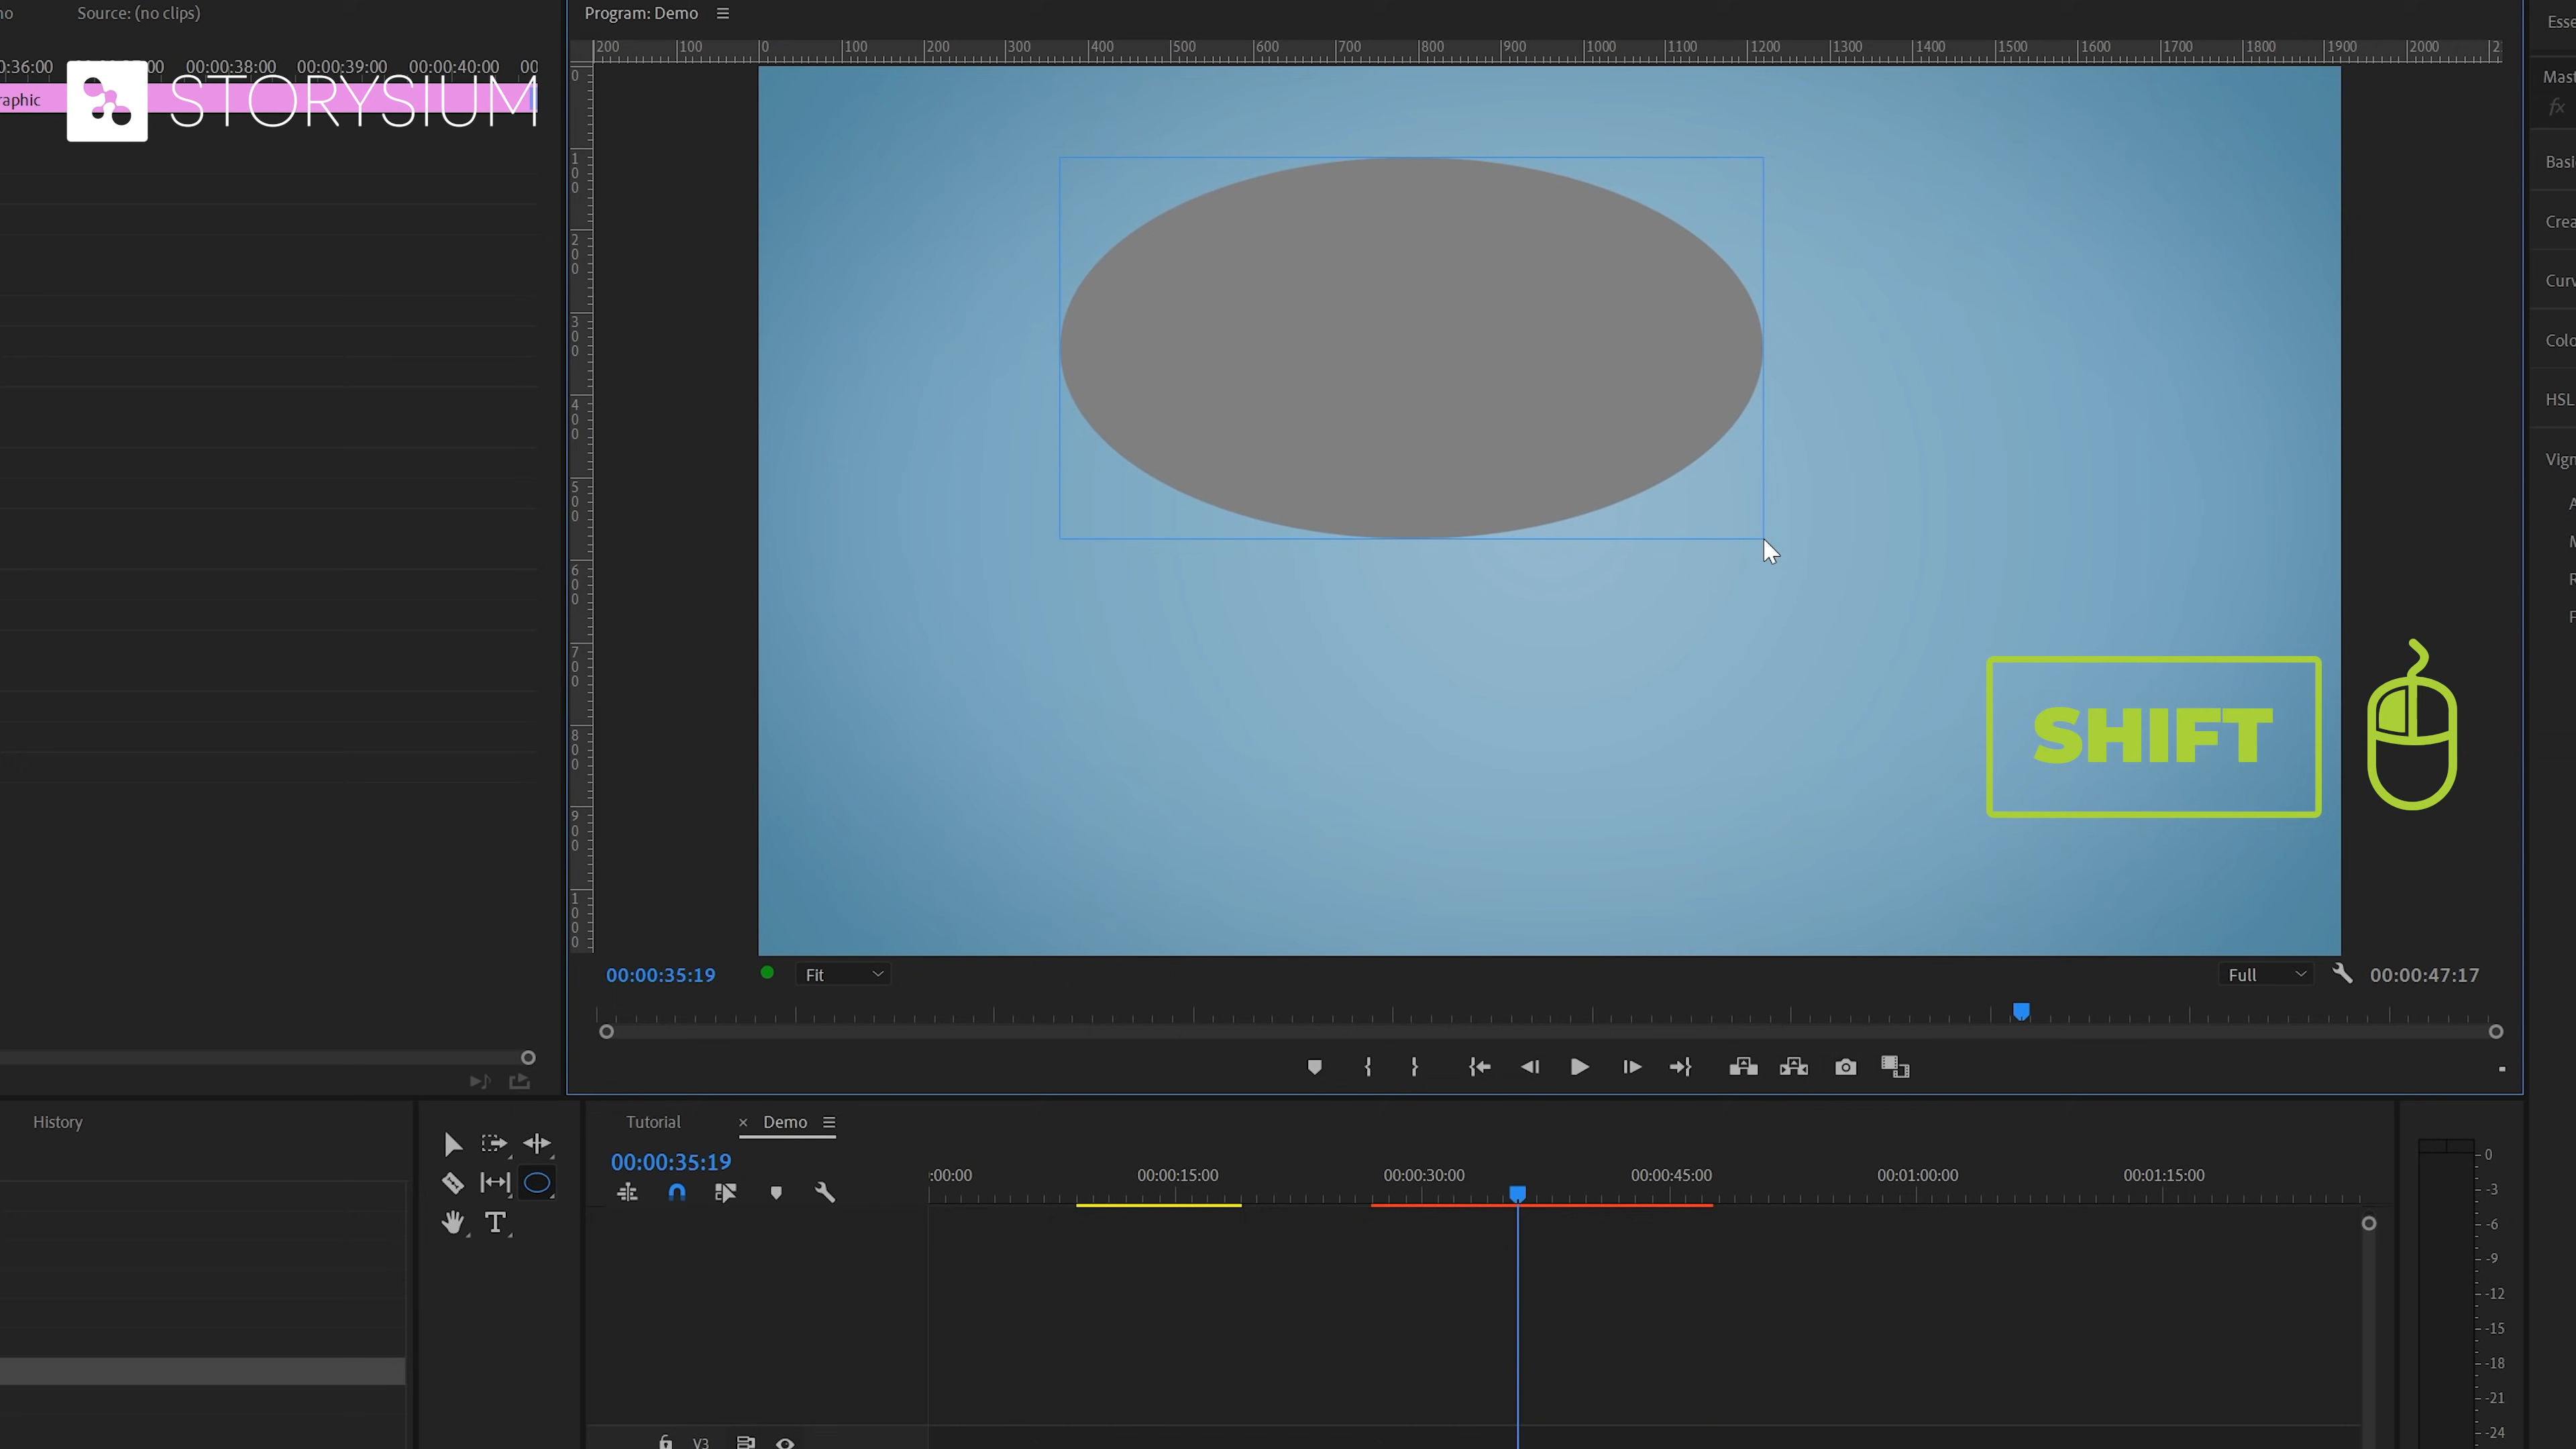 Source: (no clips)
Program: Demo
0:36:00
00:00:38:00
00:00:39:00
00:00:40:00
00
raphic
STORYSIUM
200 100 0 100 200 300 400 500 600 700 800 900 1000 1100 1200 1300 1400 1500 1600 1700 1800 1900 2000 2
0
100
200
300
400
500
600
700
800
900
1000
Esse
Mast
fx
Basi
Crea
Curv
Colo
HSL
Vign
SHIFT
00:00:35:19
Fit
Full
00:00:47:17
History
Tutorial
× Demo
00:00:35:19
:00:00
00:00:15:00
00:00:30:00
00:00:45:00
00:01:00:00
00:01:15:00
T
V3
0
-3
-6
-9
-12
-15
-18
-21
-24